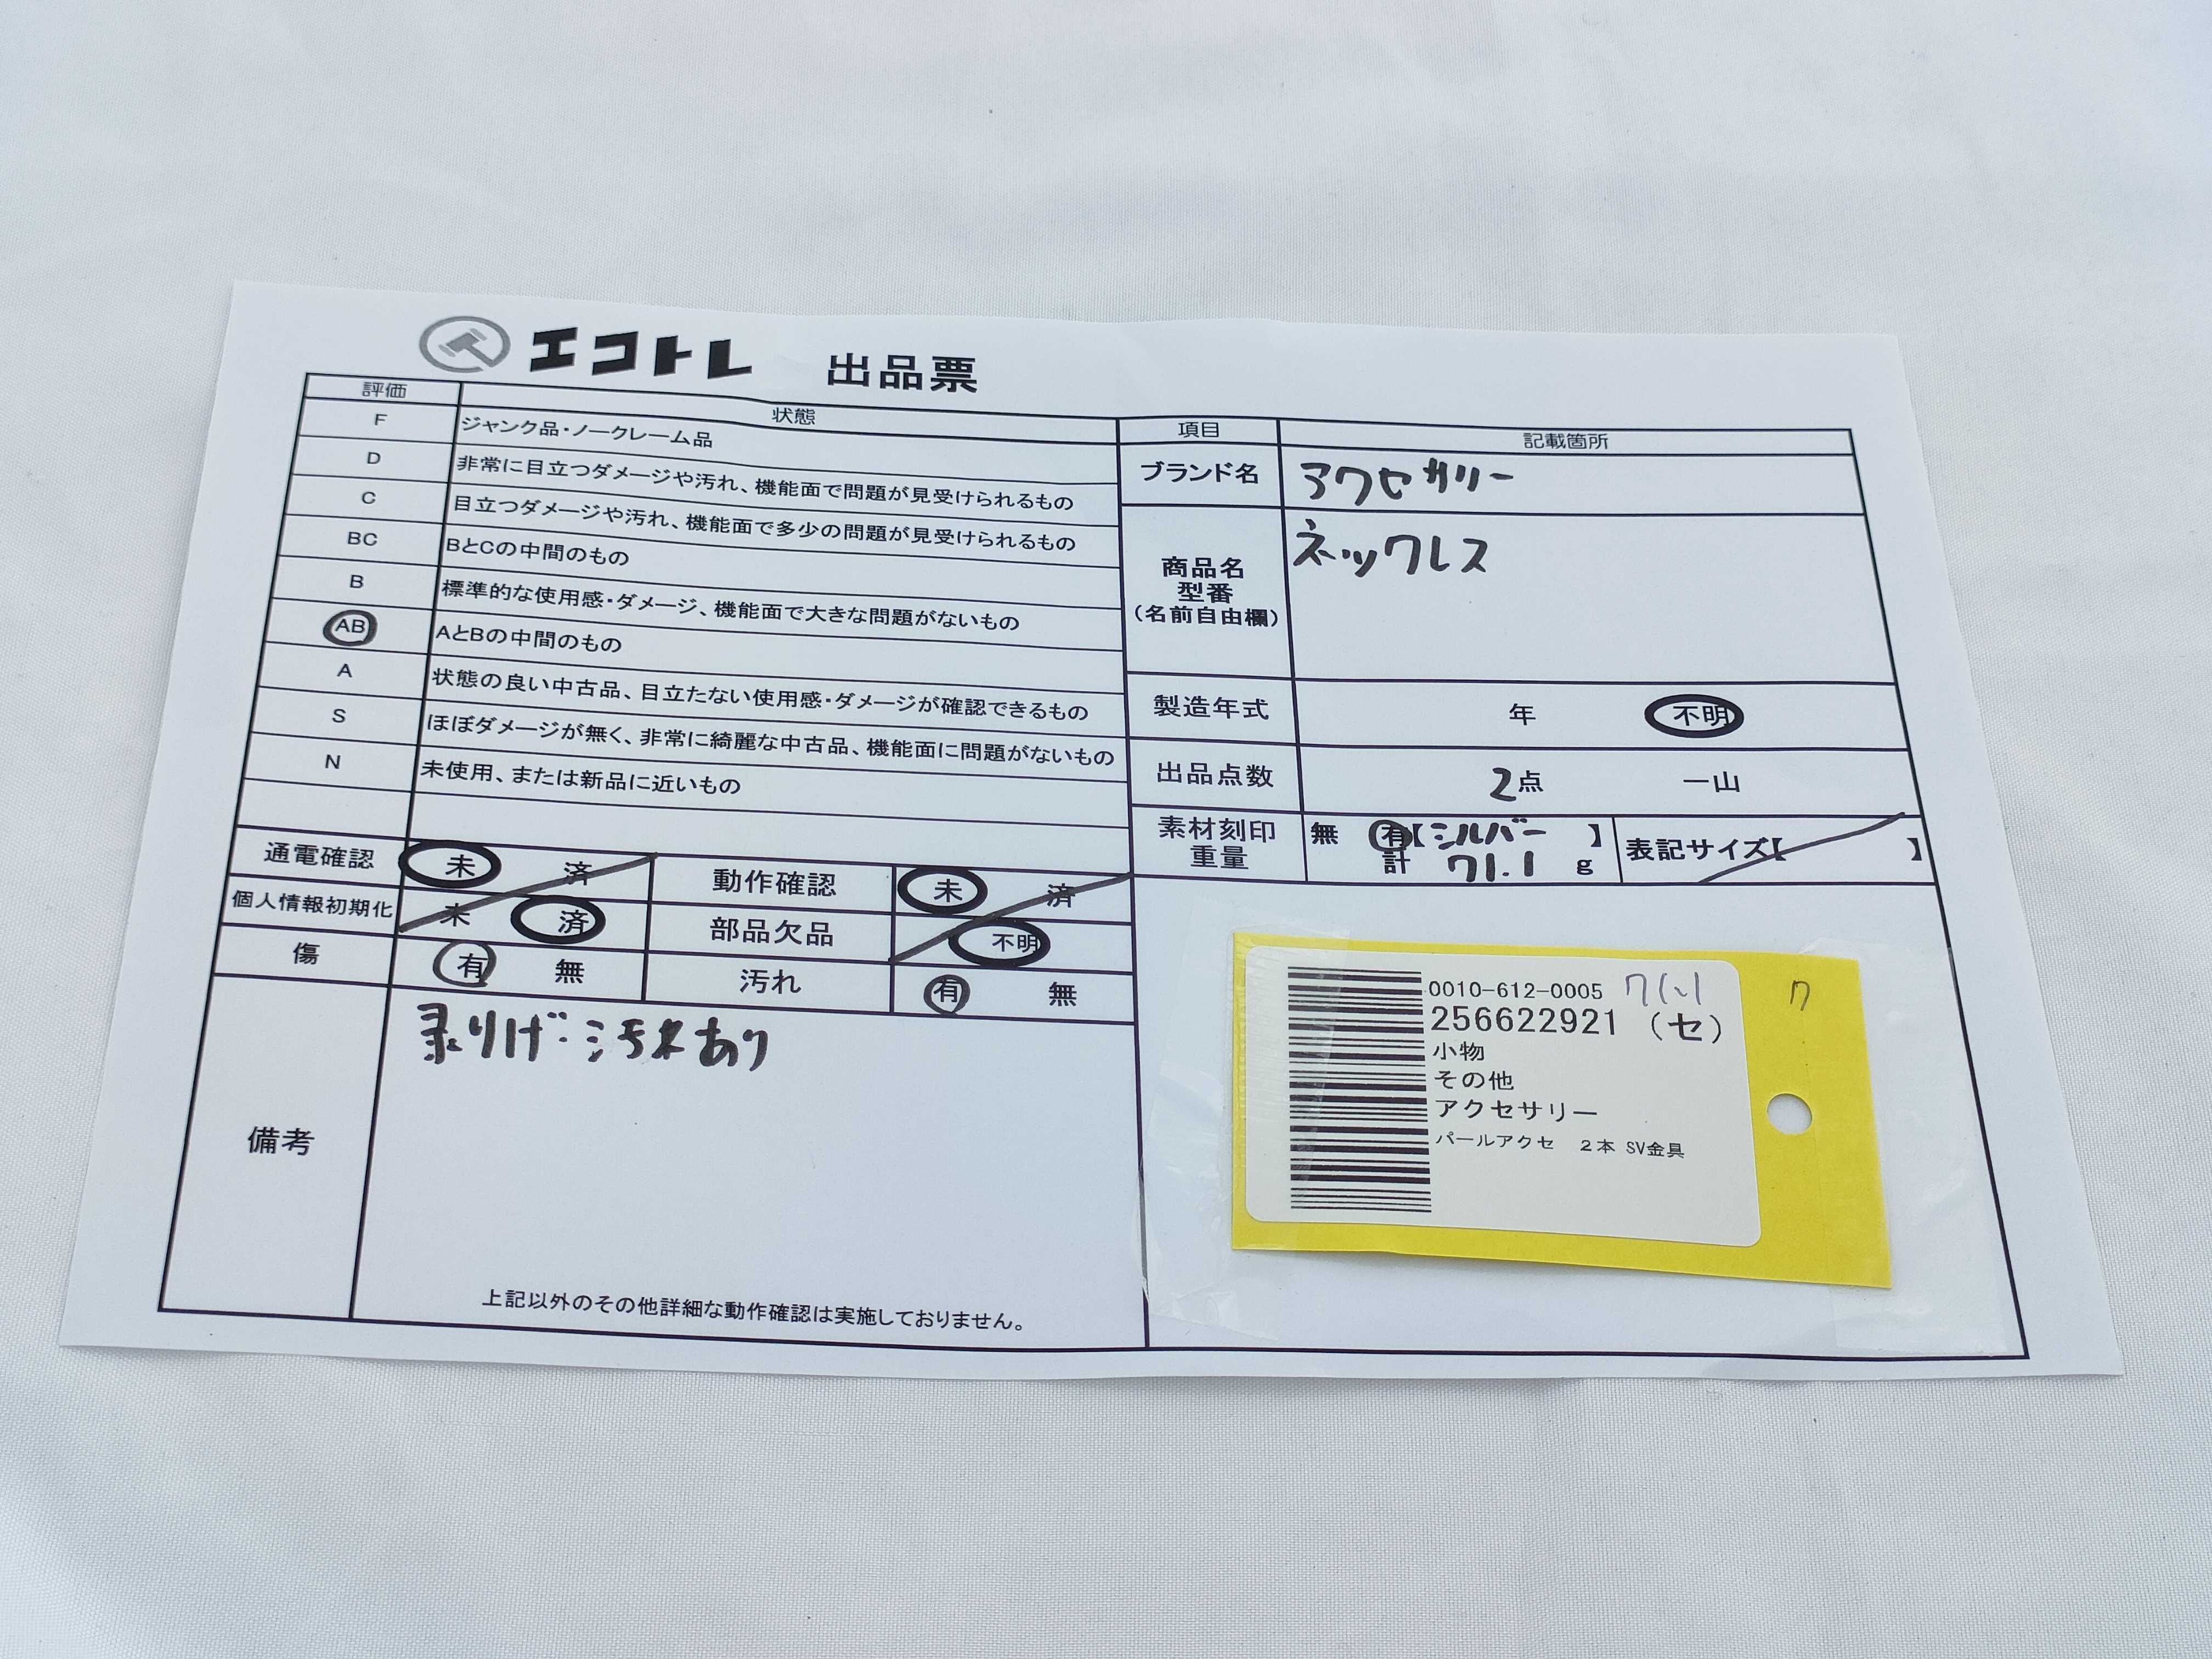 エコトレ 出品票
評価 状態
F ジャンク品・ノークレーム品
D 非常に目立つダメージや汚れ、機能面で問題が見受けられるもの
C 目立つダメージや汚れ、機能面で多少の問題が見受けられるもの
BC BとCの中間のもの
B 標準的な使用感・ダメージ、機能面で大きな問題がないもの
AB AとBの中間のもの
A 状態の良い中古品、目立たない使用感・ダメージが確認できるもの
S ほぼダメージが無く、非常に綺麗な中古品、機能面に問題がないもの
N 未使用、または新品に近いもの
通電確認 未 済 動作確認 未 済
個人情報初期化 未 済 部品欠品 不明
傷 有 無 汚れ 有 無
備考
汚れあり
上記以外のその他詳細な動作確認は実施しておりません。
項目 記載箇所
ブランド名 アクセサリー
商品名
型番
(名前自由欄)
ネックレス
製造年式 年 不明
出品点数 2点 一山
素材刻印 無 有【シルバー 】
重量 計 71.1 g
表記サイズ【 】
0010-612-0005 71.1
256622921 (セ)
小物
その他
アクセサリー
パールアクセ 2本 SV金具
ク